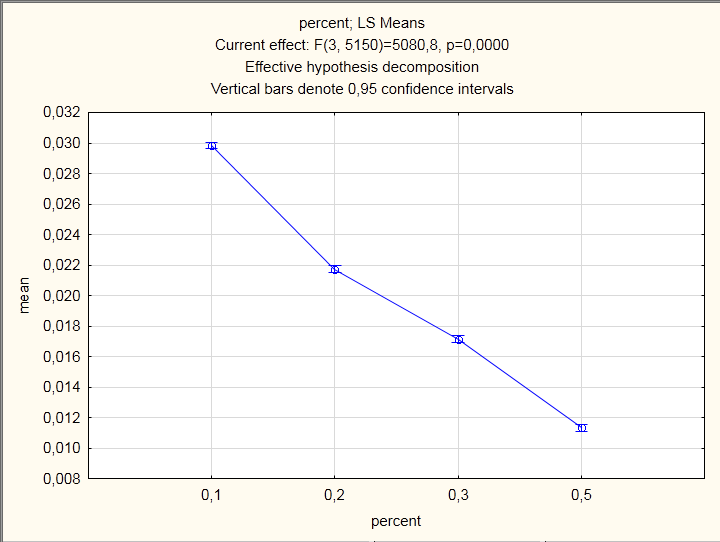 percent; LS Means
Current effect: F(3, 5150)=5080,8, p=0,0000
Effective hypothesis decomposition
Vertical bars denote 0,95 confidence intervals
0,032
0,030
0,028
0,026
0,024
0,022
0,020
0,018
0,016
0,014
0,012
0,010
0,008
mean
0,1 0,2 0,3 0,5
percent